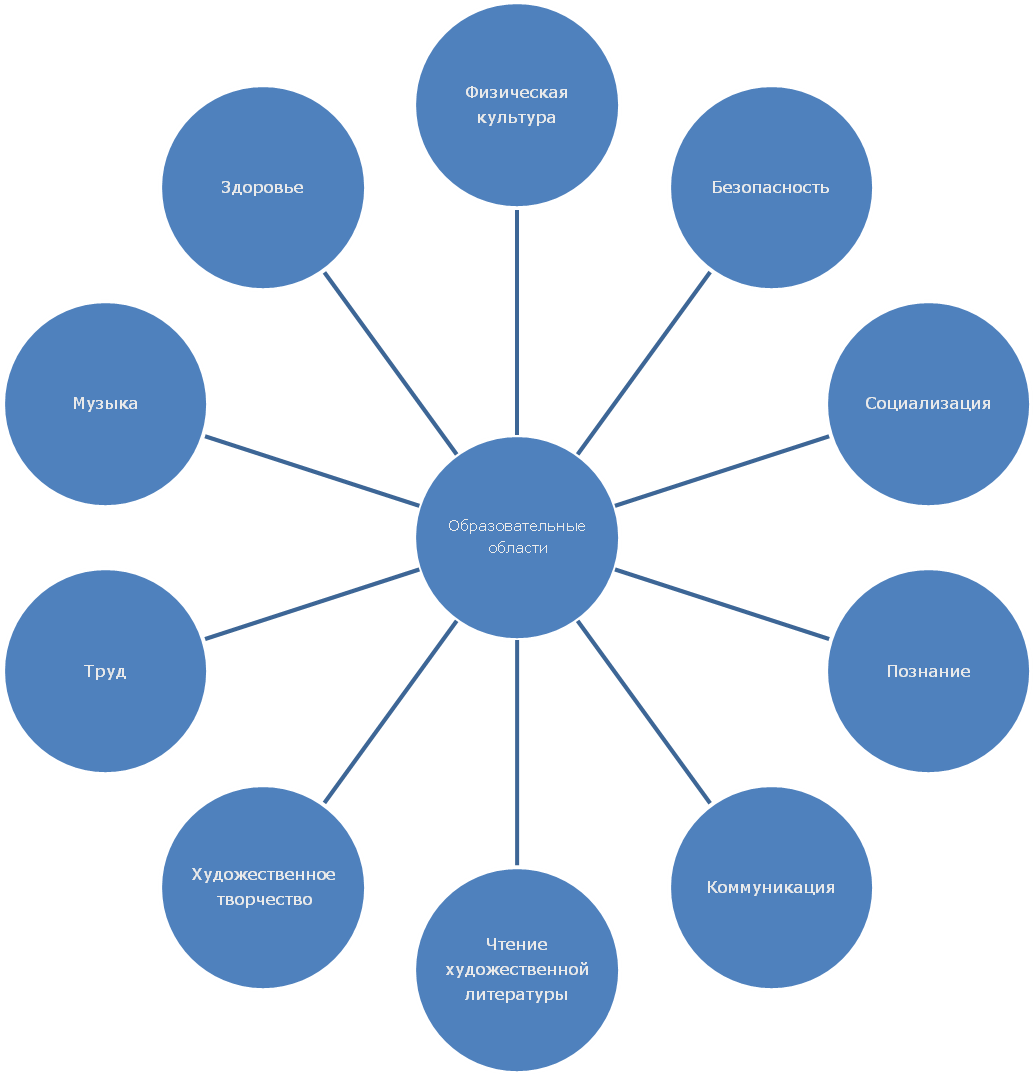 Физическая
культура
Здоровье
Безопасность
Музыка
Социализация
Образовательные
области
Труд
Познание
Художественное
творчество
Коммуникация
Чтение
художественной
литературы